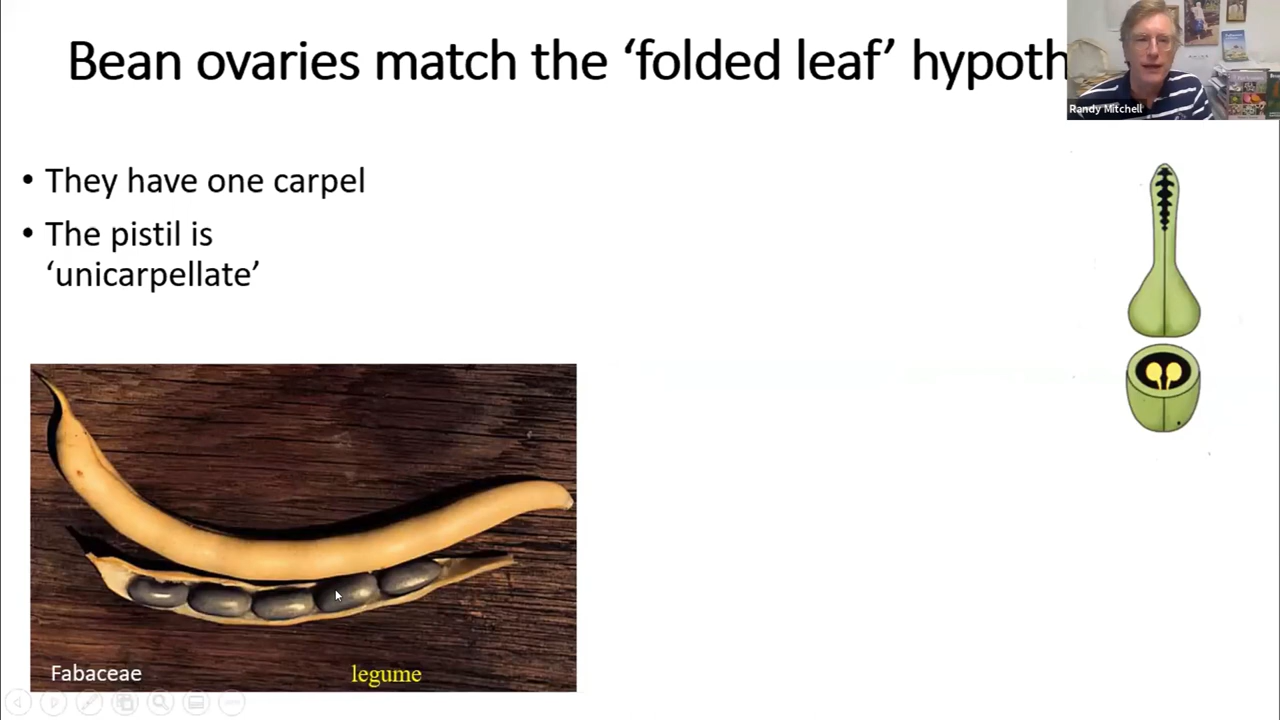 Bean ovaries match the ‘folded leaf’ hypoth
Randy Mitchell
• They have one carpel
• The pistil is
‘unicarpellate’
Fabaceae
legume